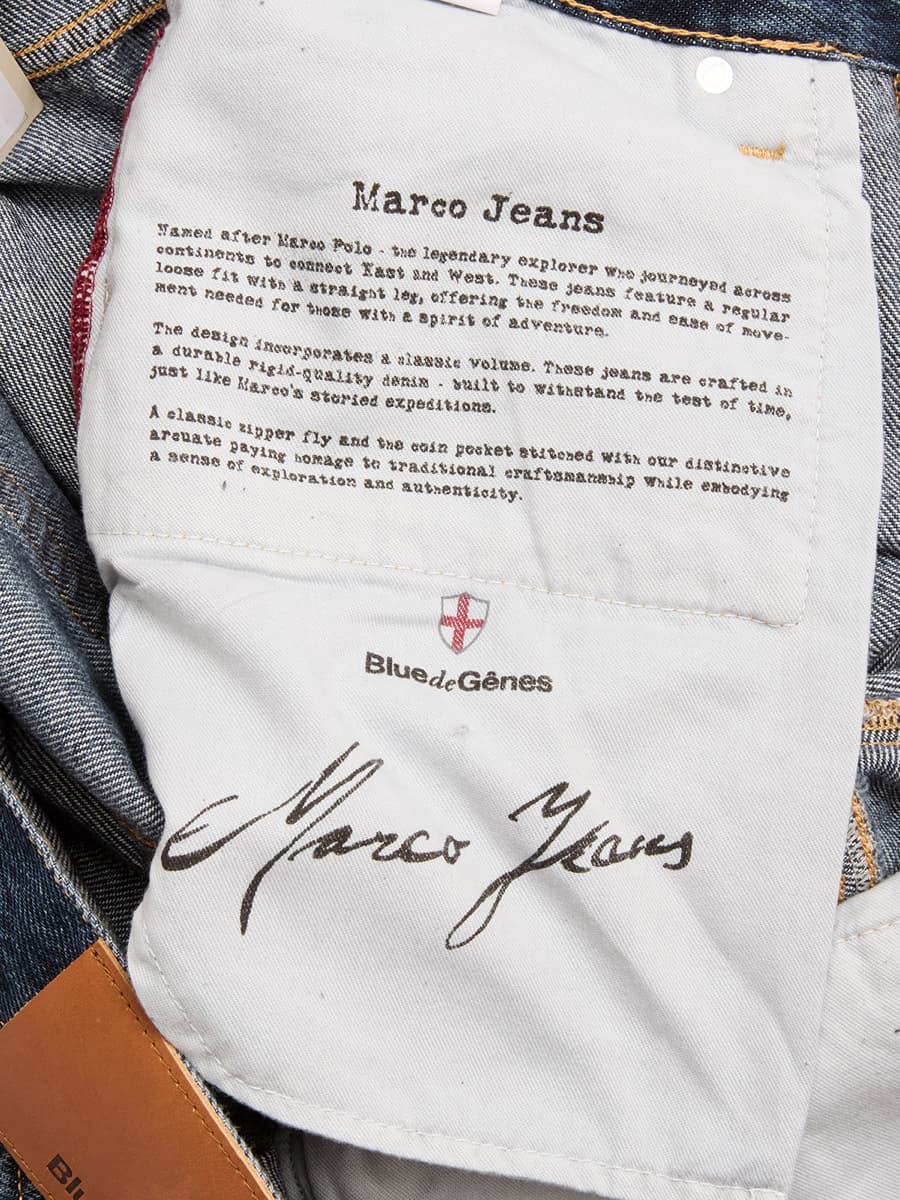 Marco Jeans
Named after Marco Polo - the legendary explorer who journeyed across
continents to connect East and West. These jeans feature a regular
loose fit with a straight leg, offering the freedom and ease of move-
ment needed for those with a spirit of adventure.
The design incorporates a classic volume. These jeans are crafted in
a durable rigid-quality denim - built to withstand the test of time,
just like Marco's storied expeditions.
A classic zipper fly and the coin pocket stitched with our distinctive
arcuate paying homage to traditional craftsmanship while embodying
a sense of exploration and authenticity.
Blue de Gênes
Marco Jeans
Blu